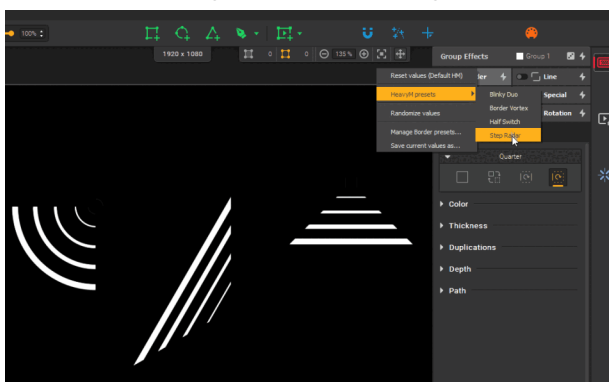 100%
1920 x 1080
0
0
135 %
Group Effects
Group 1
Reset values (Default HM)
Line
HeavyM presets
Blinky Duo
Special
Border Vortex
Randomize values
Half Switch
Rotation
Manage Border presets...
Step Radar
Save current values as...
Quarter
Color
Thickness
Duplications
Depth
Path